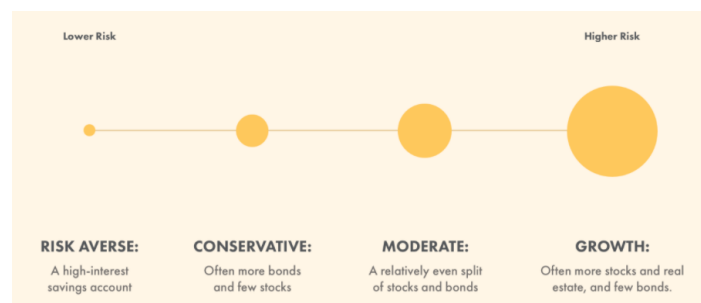 Lower Risk
Higher Risk
RISK AVERSE:
A high-interest
savings account
CONSERVATIVE:
Often more bonds
and few stocks
MODERATE:
A relatively even split
of stocks and bonds
GROWTH:
Often more stocks and real
estate, and few bonds.